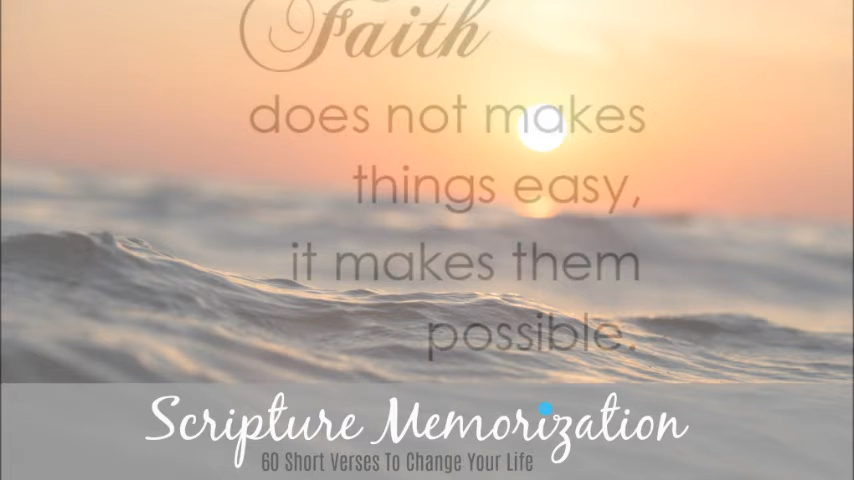 Faith
does not makes
things easy,
it makes them
possible.
Scripture Memorization
60 Short Verses To Change Your Life